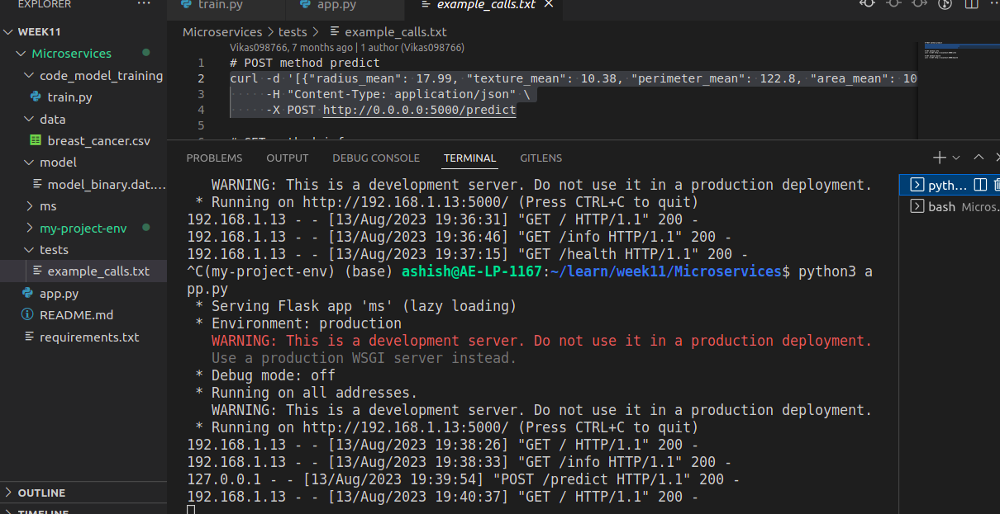 EXPLORER ...
train.py app.py example_calls.txt
WEEK11
Microservices
code_model_training
train.py
data
breast_cancer.csv
model
model_binary.dat....
ms
my-project-env
tests
example_calls.txt
app.py
README.md
requirements.txt
OUTLINE
TIMELINE
Microservices > tests > example_calls.txt
Vikas098766, 7 months ago | 1 author (Vikas098766)
1 # POST method predict
2 curl -d '[{"radius_mean": 17.99, "texture_mean": 10.38, "perimeter_mean": 122.8, "area_mean": 10
3 -H "Content-Type: application/json" \
4 -X POST http://0.0.0.0:5000/predict
5
PROBLEMS OUTPUT DEBUG CONSOLE TERMINAL GITLENS
WARNING: This is a development server. Do not use it in a production deployment.
* Running on http://192.168.1.13:5000/ (Press CTRL+C to quit)
192.168.1.13 - - [13/Aug/2023 19:36:31] "GET / HTTP/1.1" 200 -
192.168.1.13 - - [13/Aug/2023 19:36:46] "GET /info HTTP/1.1" 200 -
192.168.1.13 - - [13/Aug/2023 19:37:15] "GET /health HTTP/1.1" 200 -
^C(my-project-env) (base) ashish@AE-LP-1167:~/learn/week11/Microservices$ python3 a
pp.py
* Serving Flask app 'ms' (lazy loading)
* Environment: production
WARNING: This is a development server. Do not use it in a production deployment.
Use a production WSGI server instead.
* Debug mode: off
* Running on all addresses.
WARNING: This is a development server. Do not use it in a production deployment.
* Running on http://192.168.1.13:5000/ (Press CTRL+C to quit)
192.168.1.13 - - [13/Aug/2023 19:38:26] "GET / HTTP/1.1" 200 -
192.168.1.13 - - [13/Aug/2023 19:38:33] "GET /info HTTP/1.1" 200 -
127.0.0.1 - - [13/Aug/2023 19:39:54] "POST /predict HTTP/1.1" 200 -
192.168.1.13 - - [13/Aug/2023 19:40:37] "GET / HTTP/1.1" 200 -
pyth...
bash Micros.